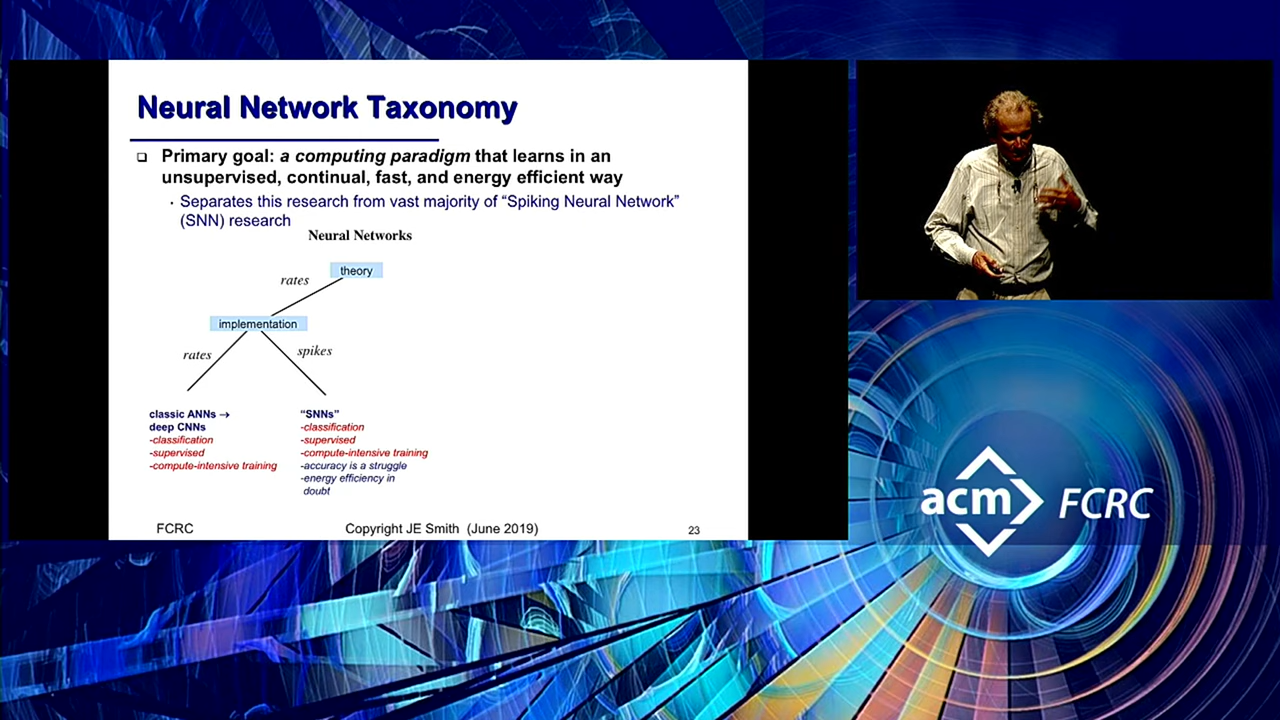 Neural Network Taxonomy
Primary goal: a computing paradigm that learns in an
unsupervised, continual, fast, and energy efficient way
Separates this research from vast majority of “Spiking Neural Network”
(SNN) research
Neural Networks
theory
rates
implementation
rates
spikes
classic ANNs →
deep CNNs
-classification
-supervised
-compute-intensive training
“SNNs”
-classification
-supervised
-compute-intensive training
-accuracy is a struggle
-energy efficiency in
doubt
FCRC
Copyright JE Smith (June 2019)
23
acm FCRC